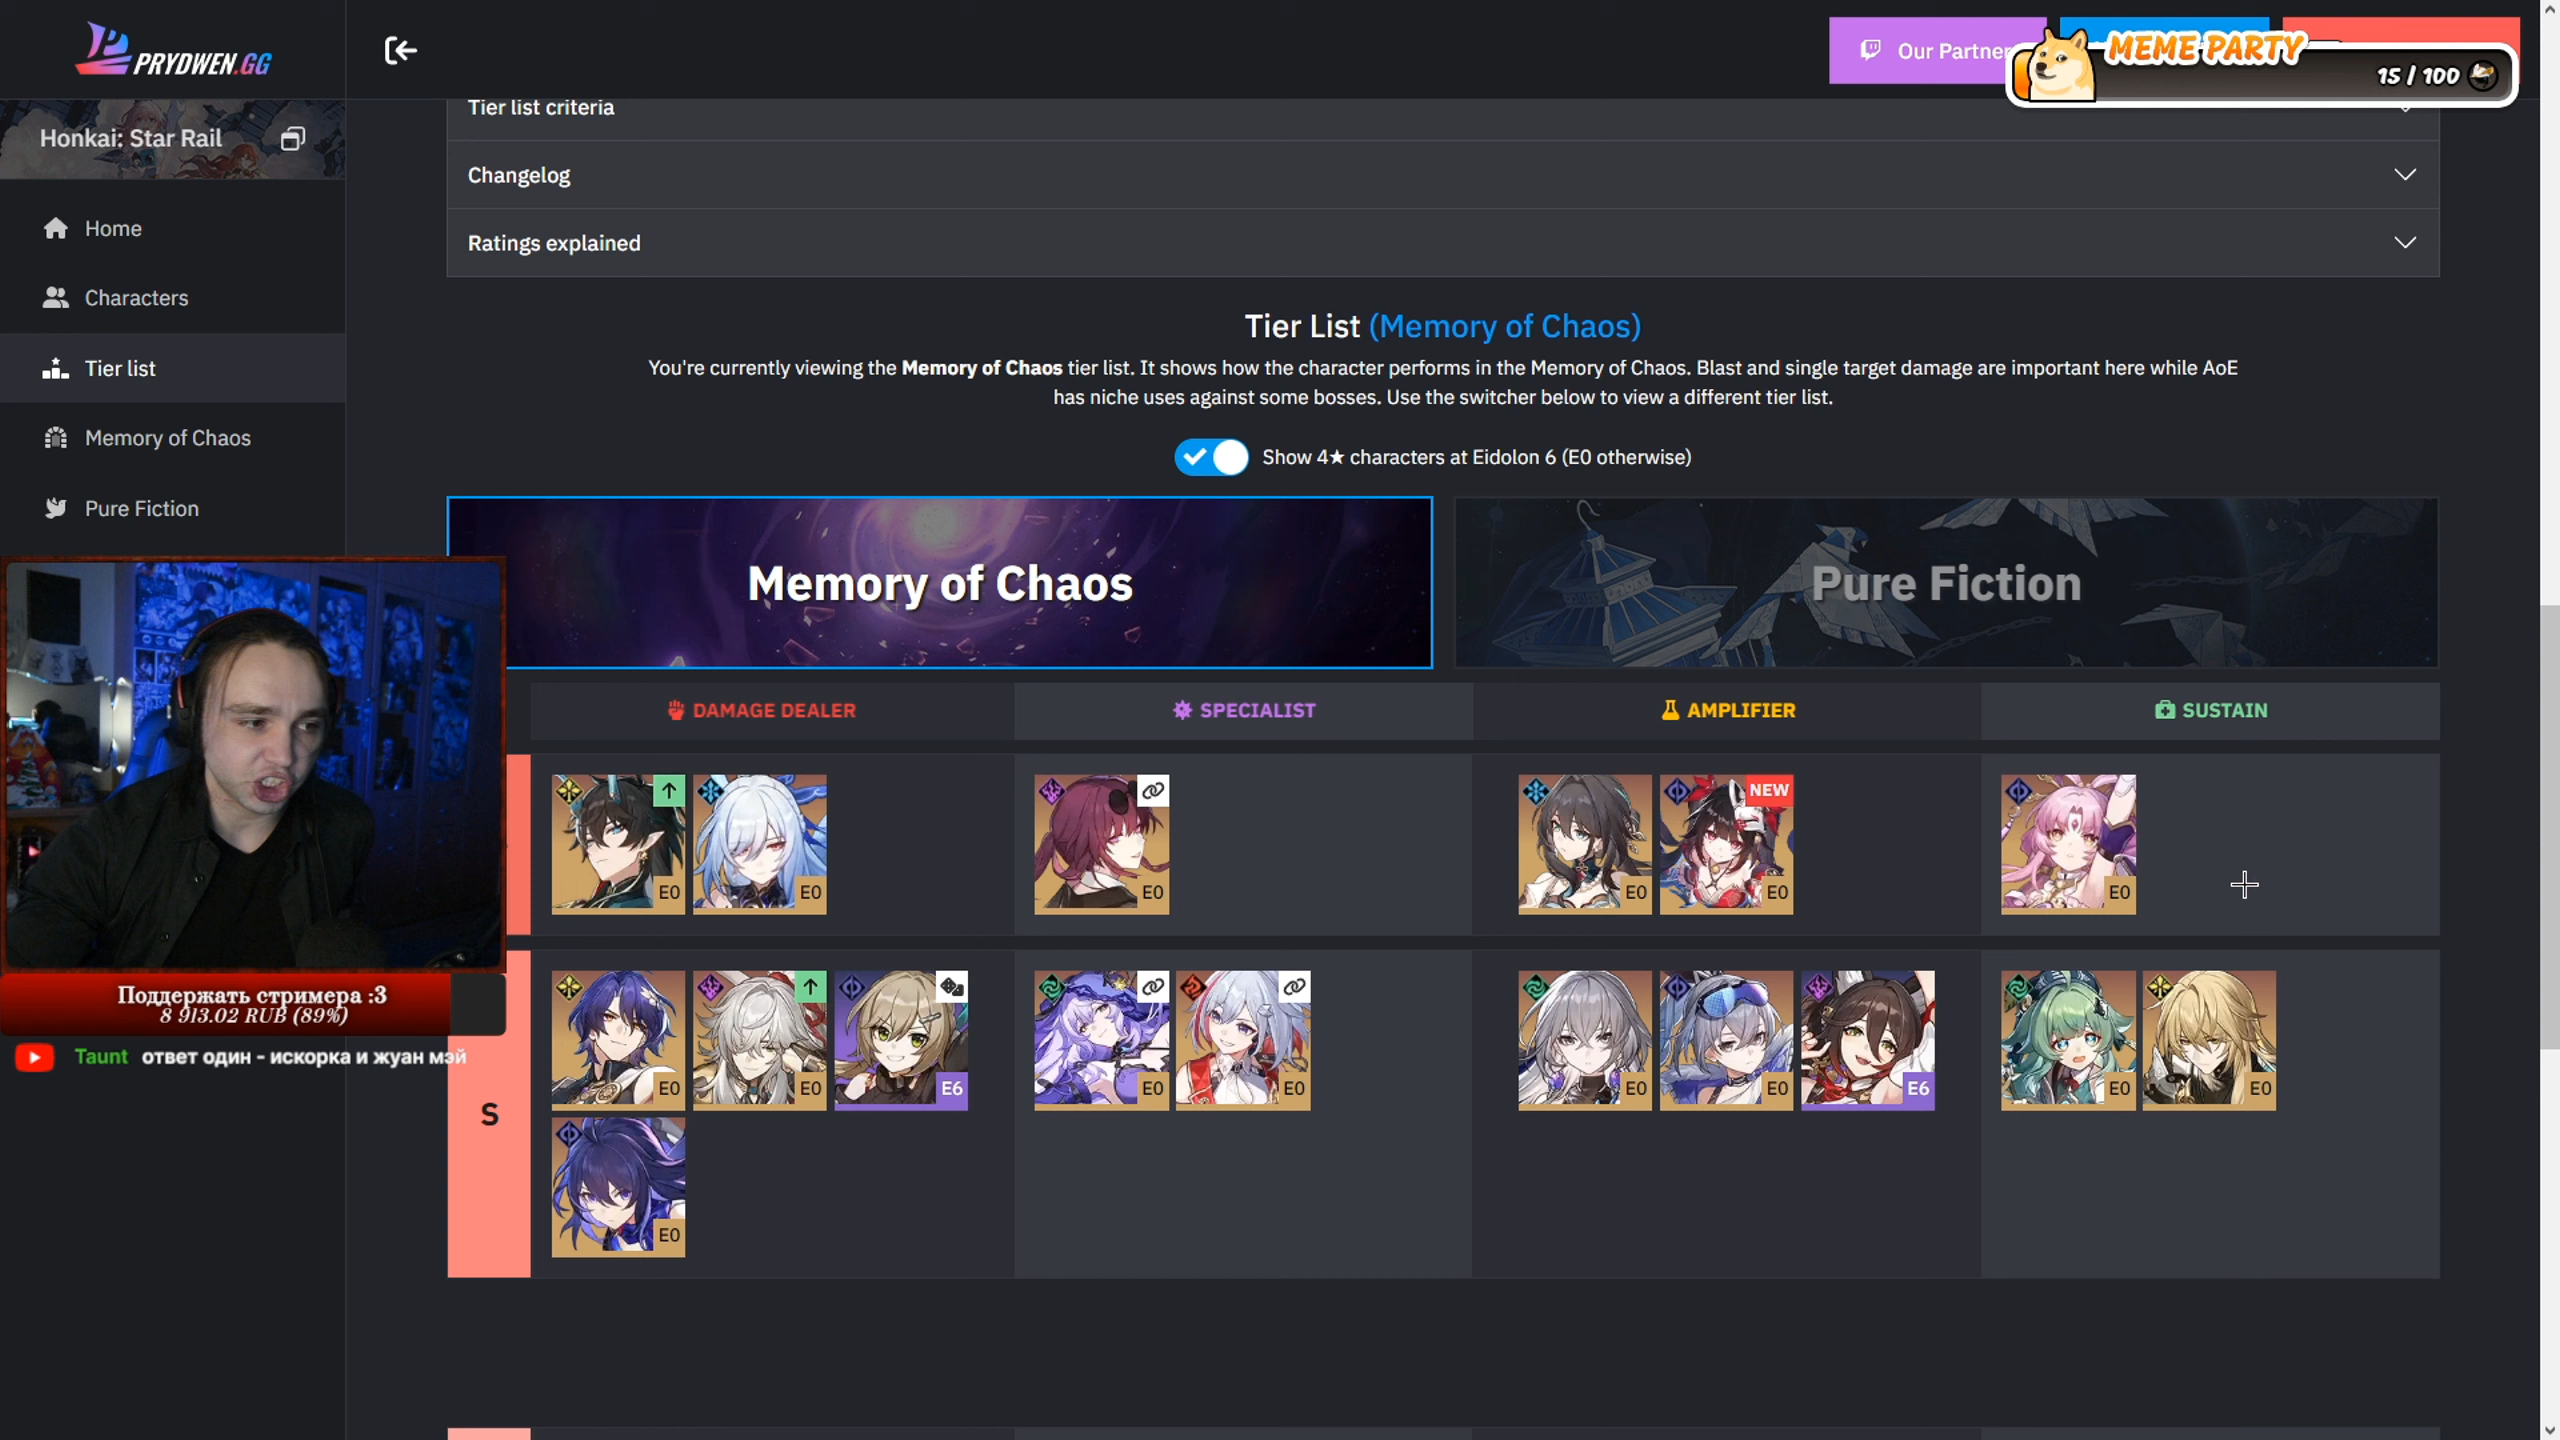 PRYDWEN.GG
Our Partner
MEME PARTY
15 / 100
Honkai: Star Rail
Home
Characters
Tier list
Memory of Chaos
Pure Fiction
Tier list criteria
Changelog
Ratings explained
Tier List (Memory of Chaos)
You're currently viewing the Memory of Chaos tier list. It shows how the character performs in the Memory of Chaos. Blast and single target damage are important here while AoE
has niche uses against some bosses. Use the switcher below to view a different tier list.
Show 4★ characters at Eidolon 6 (E0 otherwise)
Memory of Chaos
Pure Fiction
DAMAGE DEALER
SPECIALIST
AMPLIFIER
SUSTAIN
NEW
E0 E0 E0 E0 E0 E0
S
E0 E0 E6 E0 E0 E0 E0 E6 E0 E0
E0
Поддержать стримера :3
8 913.02 RUB (89%)
Taunt ответ один - искорка и жуан мэй